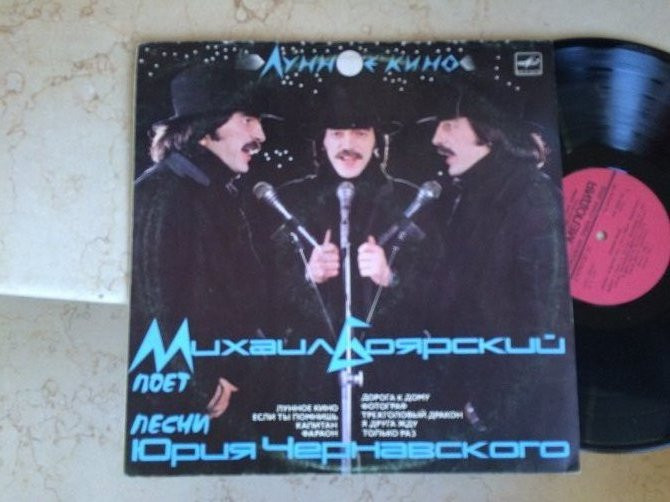 Лунное кино
Михаил Боярский
поет
песни
Юрия Чернавского
ЛУННОЕ КИНО
ЕСЛИ ТЫ ПОМНИШЬ
КАПИТАН
ФАРАОН
ДОРОГА К ДОМУ
ФОТОГРАФ
ТРЕХГОЛОВЫЙ ДРАКОН
Я ДРУГА ЖДУ
ТОЛЬКО РАЗ
МЕЛОДИЯ